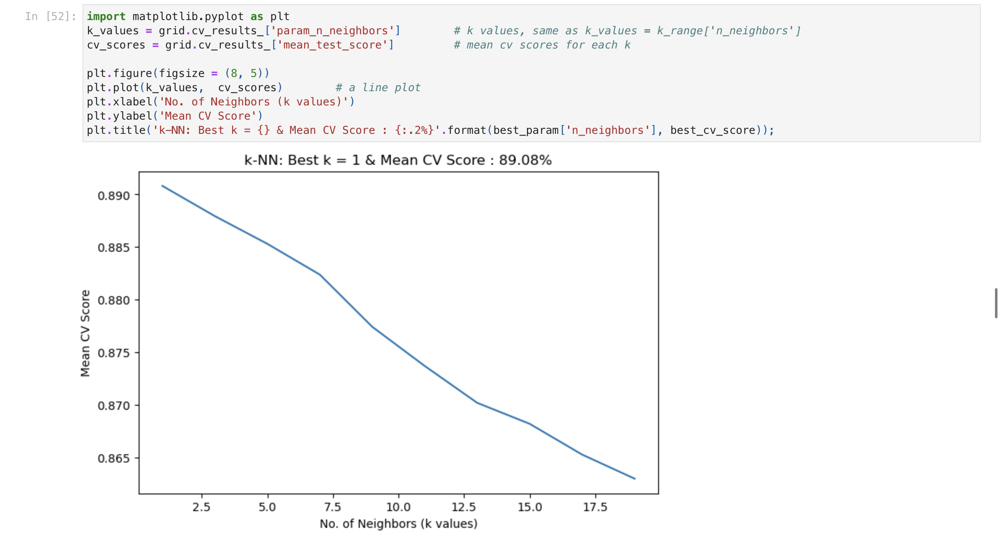 In [52]:
import matplotlib.pyplot as plt
k_values = grid.cv_results_['param_n_neighbors']        # k values, same as k_values = k_range['n_neighbors']
cv_scores = grid.cv_results_['mean_test_score']         # mean cv scores for each k
plt.figure(figsize = (8, 5))
plt.plot(k_values,  cv_scores)        # a line plot
plt.xlabel('No. of Neighbors (k values)')
plt.ylabel('Mean CV Score')
plt.title('k-NN: Best k = {} & Mean CV Score : {:.2%}'.format(best_param['n_neighbors'], best_cv_score));
k-NN: Best k = 1 & Mean CV Score : 89.08%
Mean CV Score
0.890
0.885
0.880
0.875
0.870
0.865
2.5 5.0 7.5 10.0 12.5 15.0 17.5
No. of Neighbors (k values)